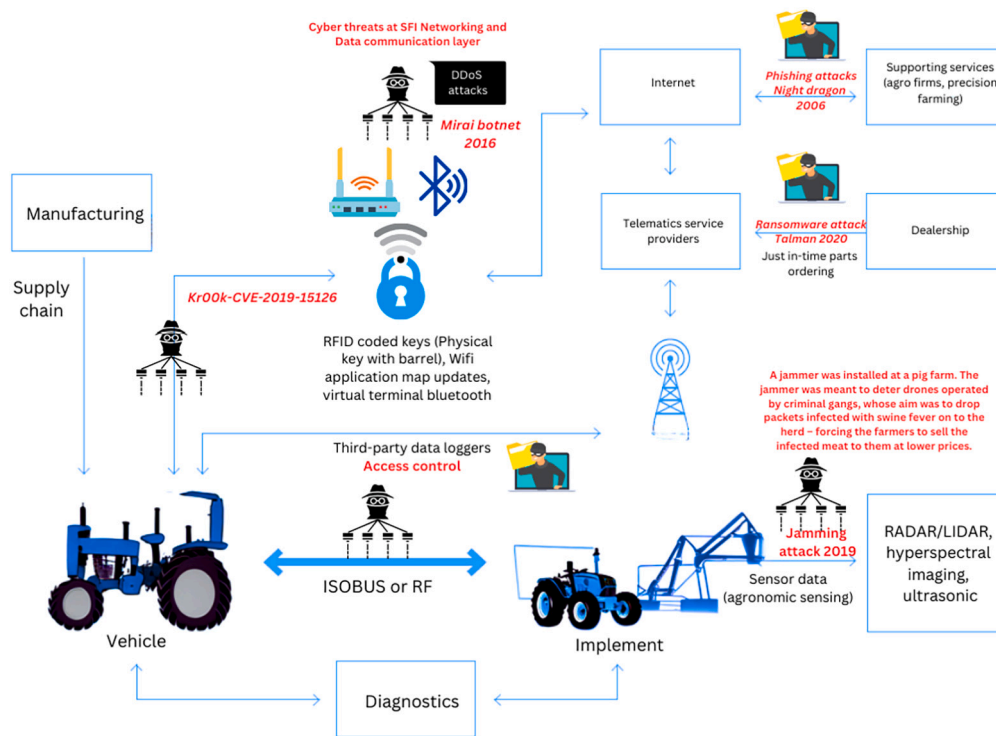 Cyber threats at SFI Networking and
Data communication layer
DDoS
attacks
Mirai botnet
2016
Internet
Phishing attacks
Night dragon
2006
Supporting services
(agro firms, precision
farming)
Manufacturing
Supply
chain
Telematics service
providers
Ransomware attack
Talman 2020
Just in-time parts
ordering
Dealership
Kr00k-CVE-2019-15126
RFID coded keys (Physical
key with barrel), Wifi
application map updates,
virtual terminal bluetooth
A jammer was installed at a pig farm. The
jammer was meant to deter drones operated
by criminal gangs, whose aim was to drop
packets infected with swine fever on to the
herd – forcing the farmers to sell the
infected meat to them at lower prices.
Third-party data loggers
Access control
ISOBUS or RF
Jamming
attack 2019
Sensor data
(agronomic sensing)
RADAR/LIDAR,
hyperspectral
imaging,
ultrasonic
Vehicle
Implement
Diagnostics